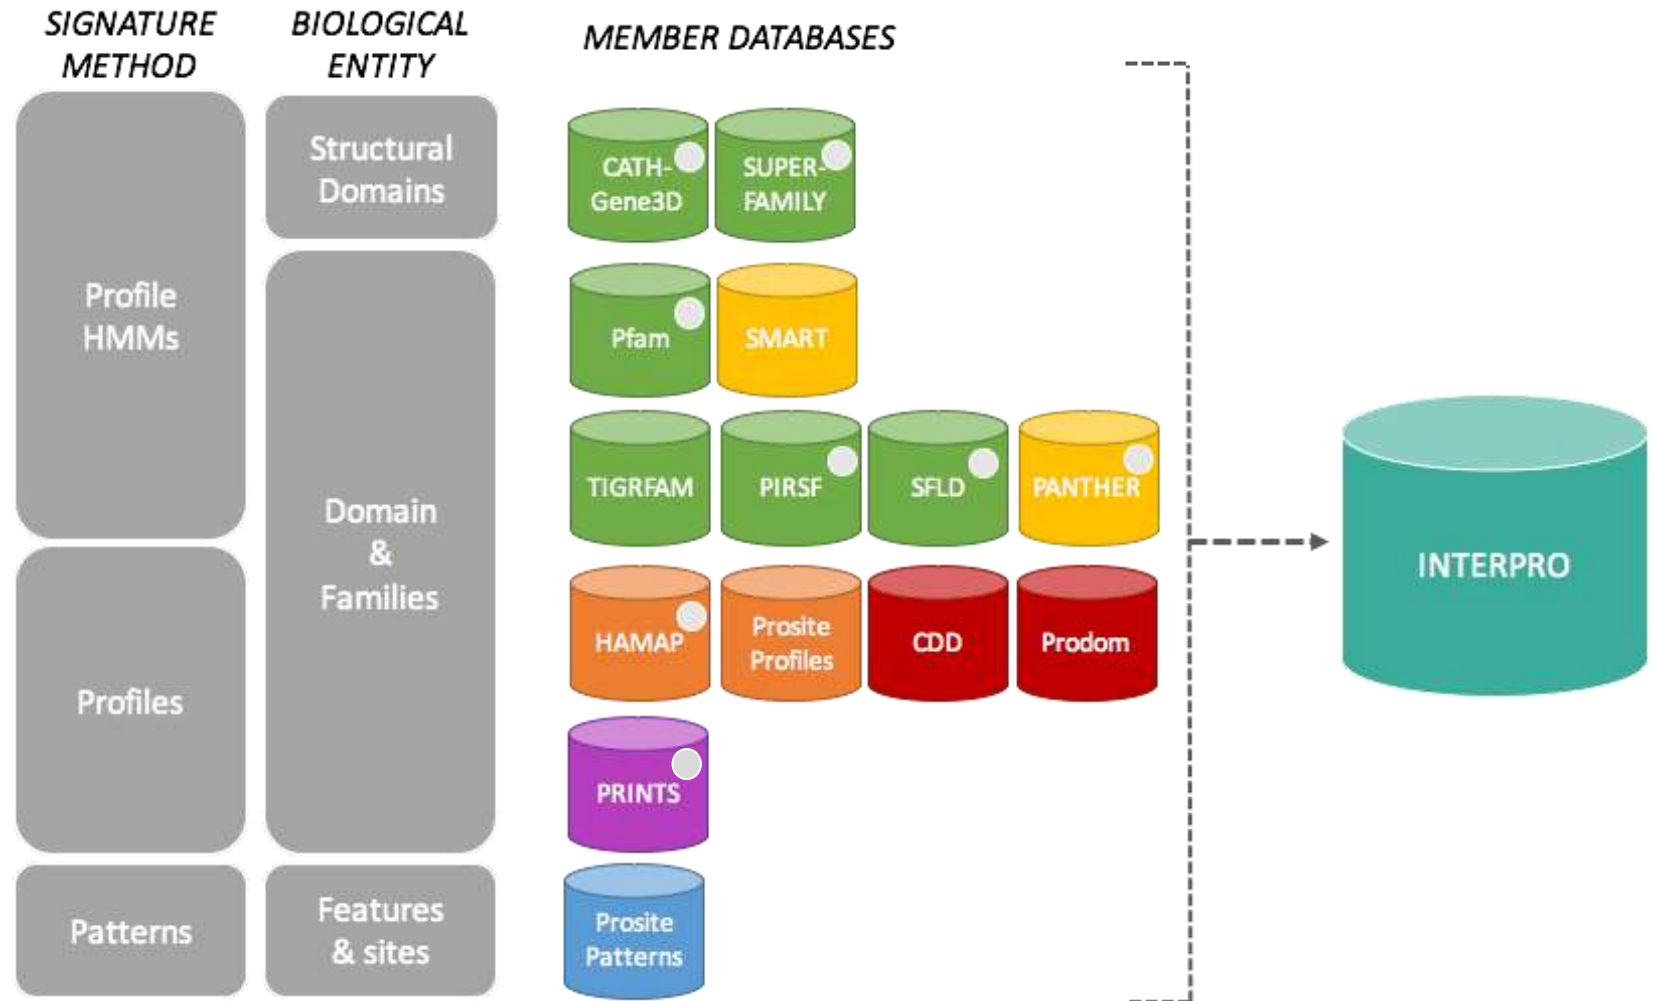 SIGNATURE
METHOD
BIOLOGICAL
ENTITY
MEMBER DATABASES
Structural
Domains
CATH-
Gene3D
SUPER-
FAMILY
Profile
HMMs
Pfam
SMART
Domain
&
Families
TIGRFAM
PIRSF
SFLD
PANTHER
INTERPRO
Profiles
HAMAP
Prosite
Profiles
CDD
Prodom
PRINTS
Patterns
Features
& sites
Prosite
Patterns